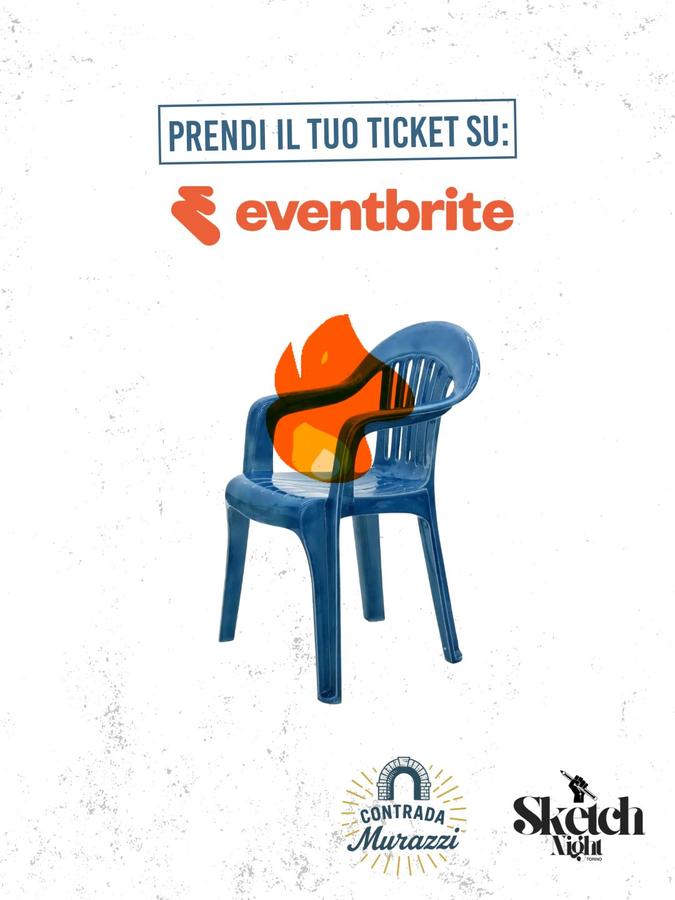 PRENDI IL TUO TICKET SU:
eventbrite
CONTRADA
Murazzi
Sketch
Night
TORINO